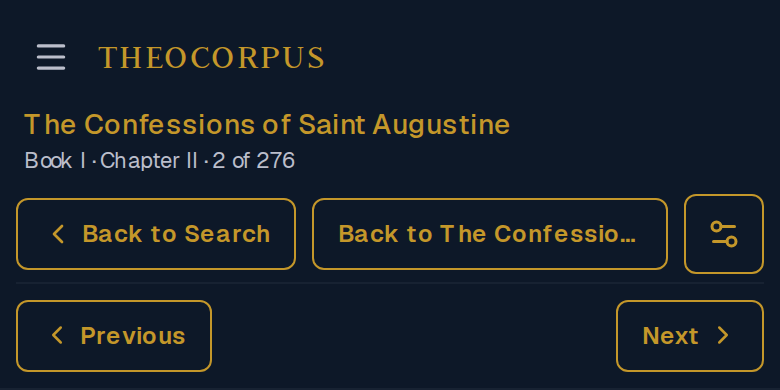 THEOCORPUS
The Confessions of Saint Augustine
Book I · Chapter II · 2 of 276
Back to Search
Back to The Confessio…
Previous
Next